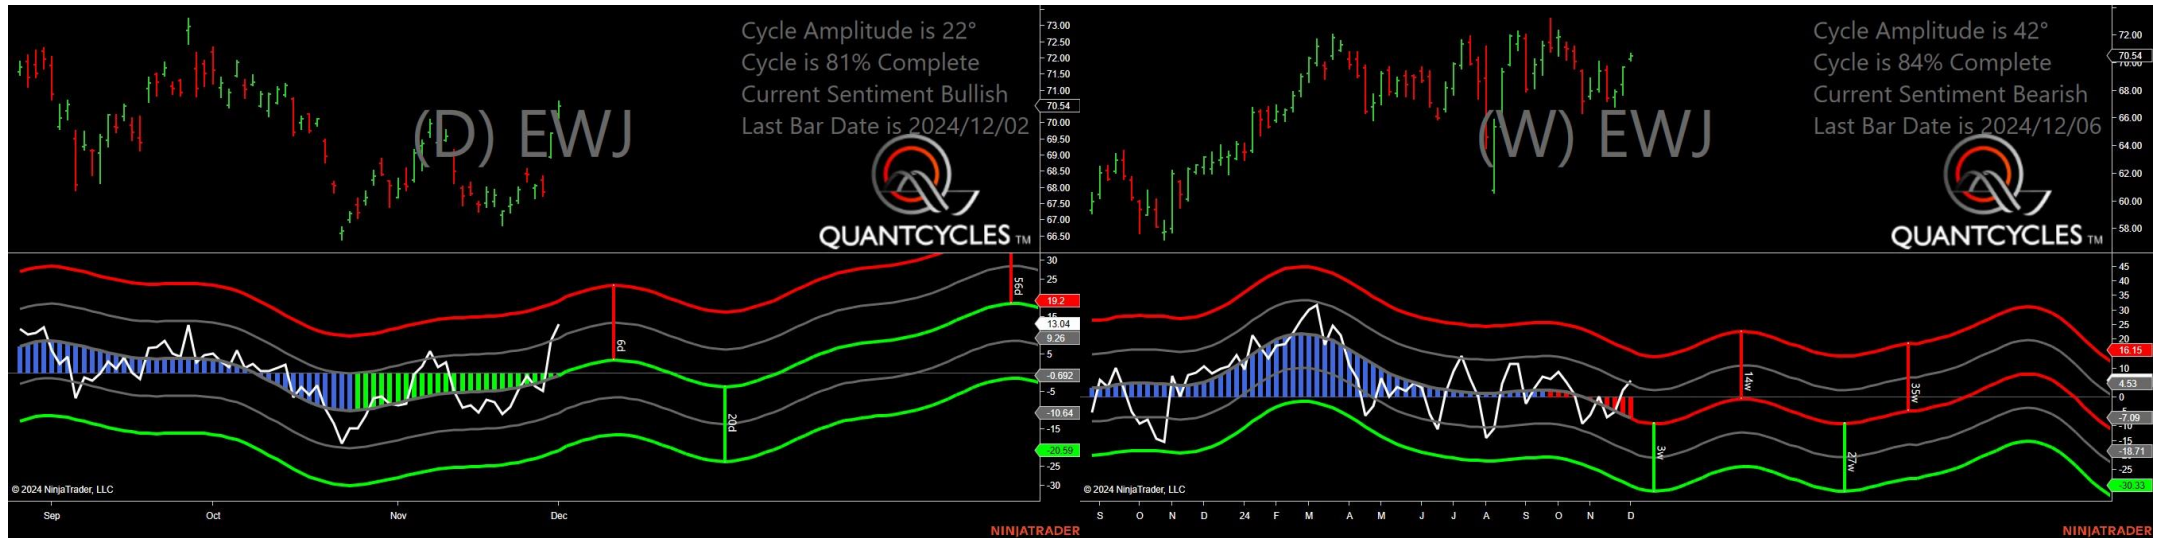 Cycle Amplitude is 22°
Cycle is 81% Complete
Current Sentiment Bullish
Last Bar Date is 2024/12/02
(D) EWJ
QUANTCYCLES TM
73.00
72.50
72.00
71.50
71.00
70.54
70.00
69.50
69.00
68.50
68.00
67.50
67.00
66.50
30
25
19.2
15
13.04
9.26
5
-0.692
-5
-10.64
-15
-20.59
-25
-30
6d
20d
56d
© 2024 NinjaTrader, LLC
Sep Oct Nov Dec
NINJATRADER
Cycle Amplitude is 42°
Cycle is 84% Complete
Current Sentiment Bearish
Last Bar Date is 2024/12/06
(W) EWJ
QUANTCYCLES TM
72.00
70.54
70.00
68.00
66.00
64.00
62.00
60.00
58.00
45
40
35
30
25
20
16.15
10
4.53
0
-7.09
-10
-15
-18.71
-25
-30.33
3w
14w
27w
35w
© 2024 NinjaTrader, LLC
S O N D 24 F M A M J J A S O N D
NINJATRADER